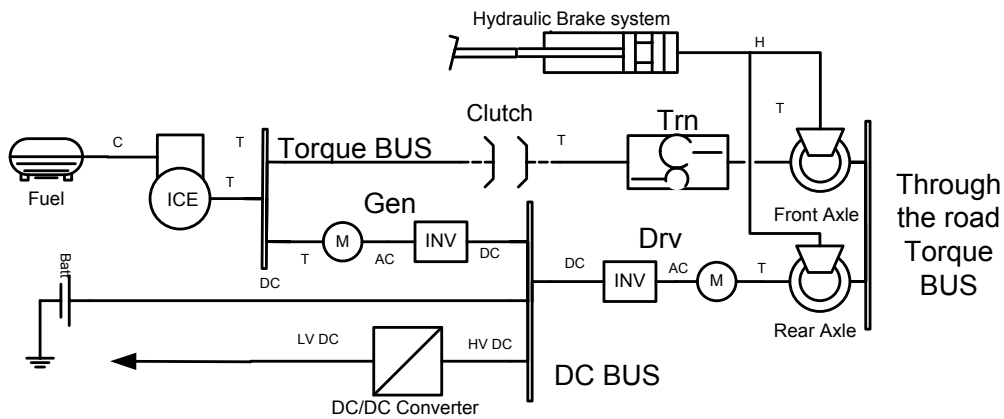 Hydraulic Brake system
H
Clutch
T
Trn
T
C
T
Torque BUS
T
Fuel
ICE
T
Front Axle
Through
the road
Torque
BUS
Gen
M
INV
T
AC
DC
DC
Drv
DC
INV
AC
M
T
Rear Axle
Batt
LV DC
HV DC
DC BUS
DC/DC Converter